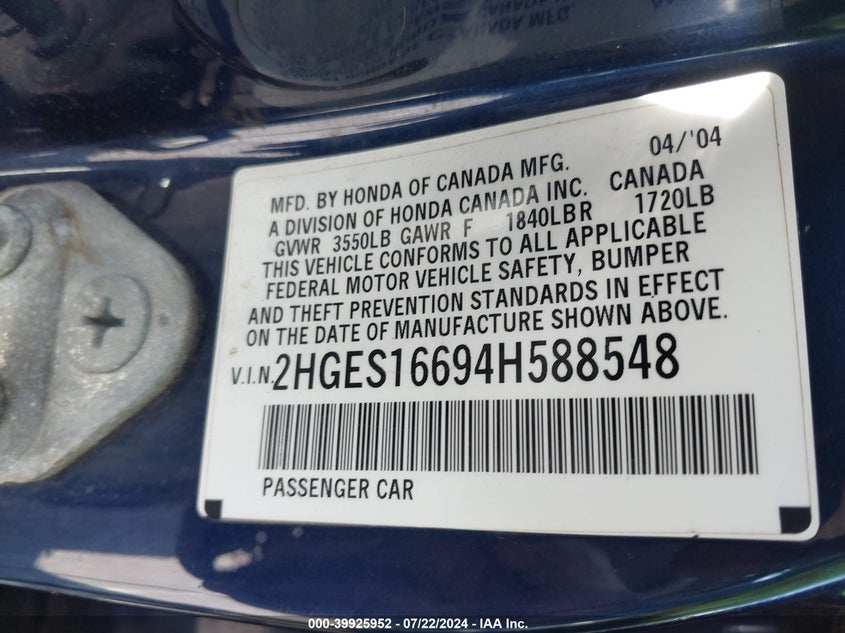 MFD. BY HONDA OF CANADA MFG. 04/'04
A DIVISION OF HONDA CANADA INC. CANADA
GVWR 3550LB GAWR F 1840LBR 1720LB
THIS VEHICLE CONFORMS TO ALL APPLICABLE
FEDERAL MOTOR VEHICLE SAFETY, BUMPER
AND THEFT PREVENTION STANDARDS IN EFFECT
ON THE DATE OF MANUFACTURE SHOWN ABOVE.
V.I.N. 2HGES16694H588548
PASSENGER CAR
000-39925952 - 07/22/2024 - IAA Inc.